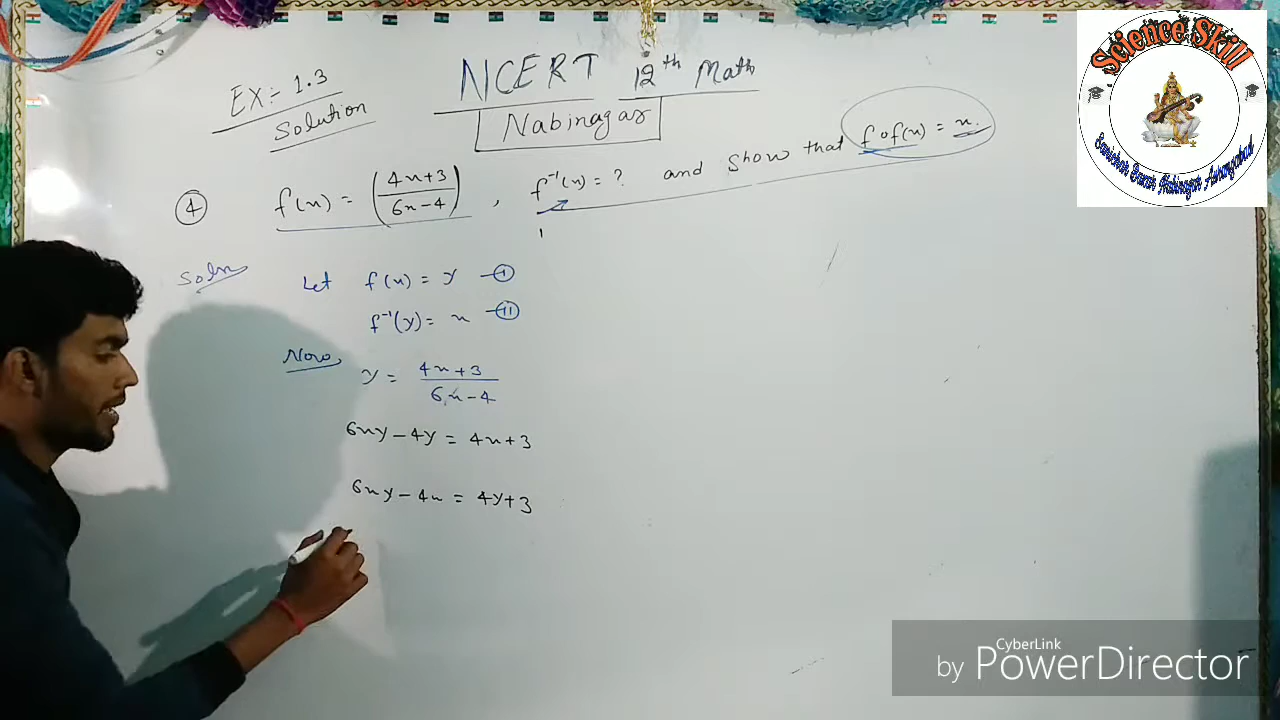 EX:- 1.3
Solution
NCERT 12th Math
Nabinagar
④ f(x) = (4x+3 / 6x-4) , f⁻¹(x) = ? and Show that fof(x) = x.
Soln
Let f(x) = y —(I)
f⁻¹(y) = x —(II)
Now, y = 4x+3 / 6x-4
6xy - 4y = 4x+3
6xy - 4x = 4y+3
Science Skill
CyberLink
by PowerDirector